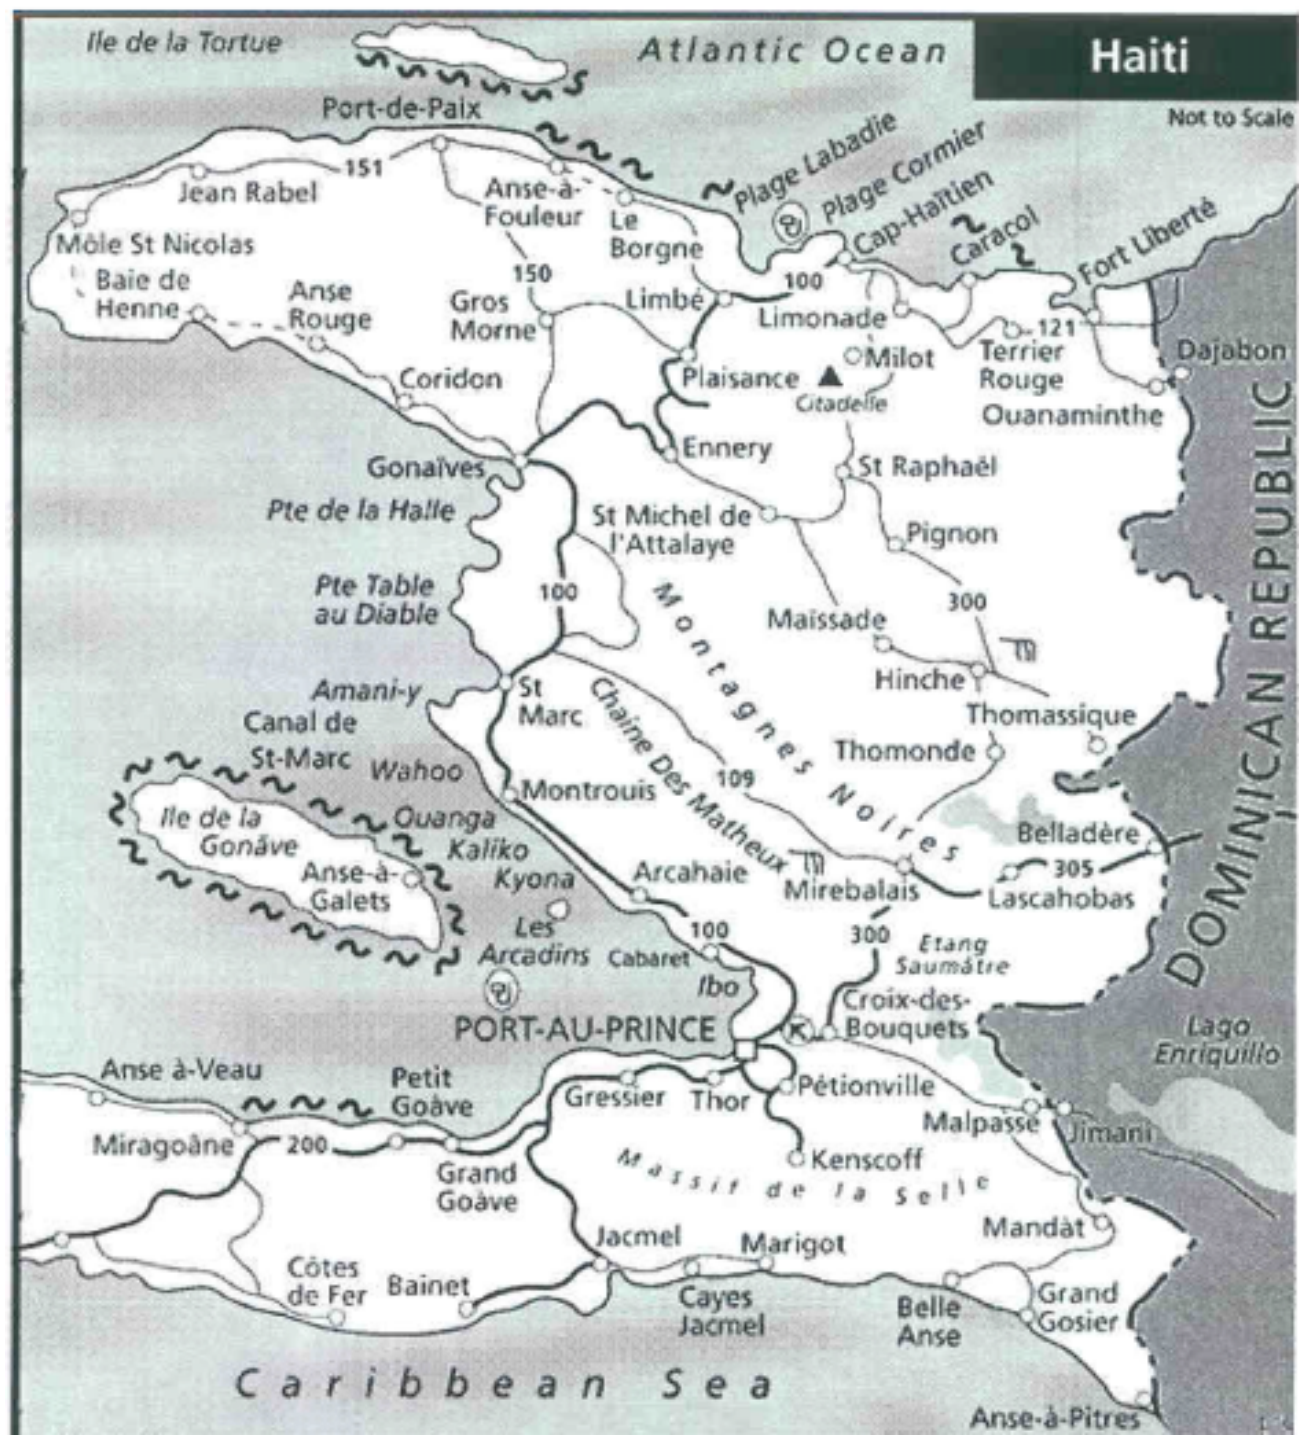 Ile de la Tortue
Atlantic Ocean
Haiti
Not to Scale
Port-de-Paix
Plage Labadie
Plage Cormier
Cap-Haïtien
Caracol
Fort Liberté
151
Jean Rabel
Anse-à-
Fouleur
Le
Borgne
Môle St Nicolas
Baie de
Henne
Anse
Rouge
150
Gros
Morne
Limbé
100
Limonade
121
Terrier
Rouge
Dajabon
Milot
Plaisance
Citadelle
Ouanaminthe
Coridon
Ennery
Gonaïves
St Raphaël
Pte de la Halle
St Michel de
l'Attalaye
Pignon
Pte Table
au Diable
100
300
Montagnes Noires
Maïssade
Hinche
Amani-y
St
Marc
Chaine Des Matheux
Thomassique
Canal de
St-Marc
Wahoo
109
Thomonde
Montrouis
Ile de la
Gonâve
Ouanga
Kaliko
Kyona
Belladère
Anse-à-
Galets
Arcahaie
Mirebalais
305
Lascahobas
Les
Arcadins
100
Cabaret
300
Etang
Saumâtre
Ibo
Croix-des-
Bouquets
PORT-AU-PRINCE
K
DOMINICAN REPUBLIC
Lago
Enriquillo
Anse à-Veau
Petit
Goâve
Gressier
Thor
Pétionville
Malpasse
Jimani
Miragoâne
200
Grand
Goâve
Kenscoff
Massif de la Selle
Mandàt
Jacmel
Marigot
Côtes
de Fer
Bainet
Cayes
Jacmel
Belle
Anse
Grand
Gosier
Caribbean Sea
Anse-à-Pitres